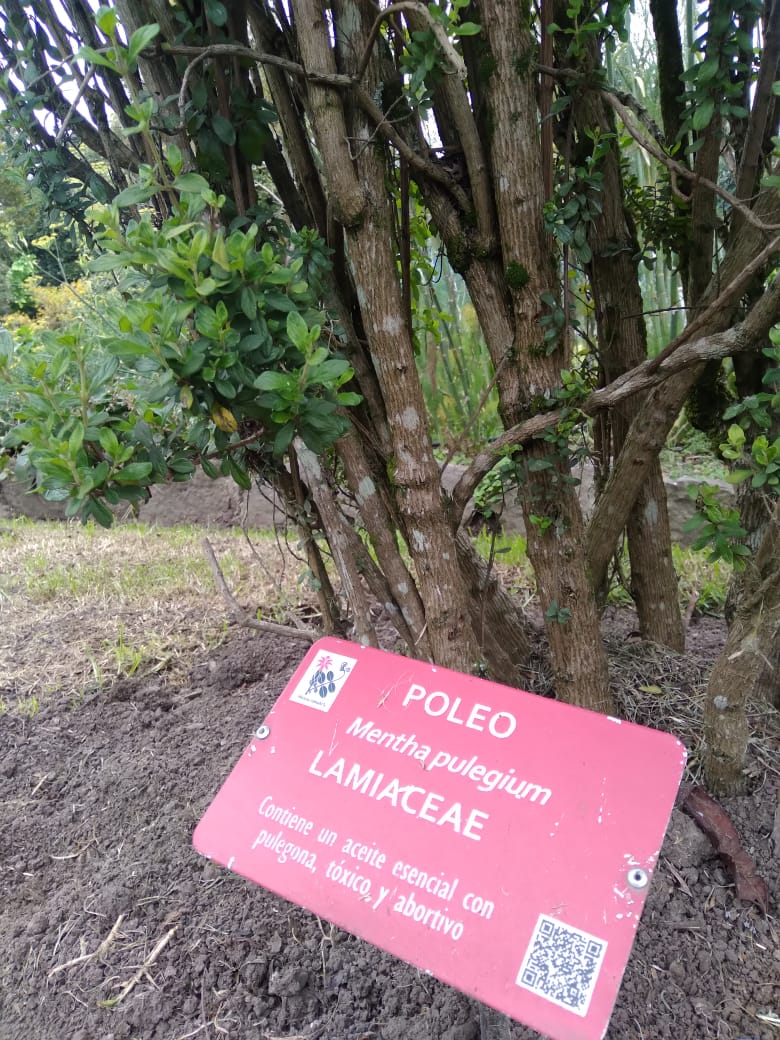 POLEO
Mentha pulegium
LAMIACEAE
Contiene un aceite esencial con
pulegona, tóxico, y abortivo